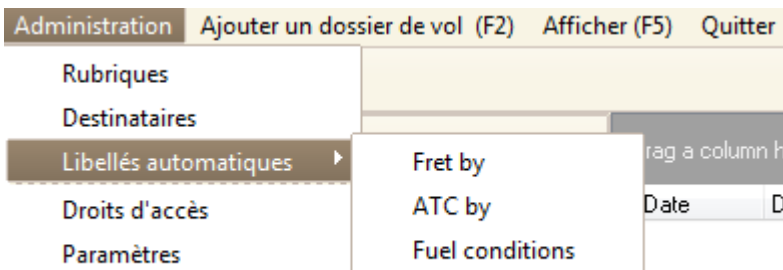 Administration Ajouter un dossier de vol (F2) Afficher (F5) Quitter
Rubriques
Destinataires
Libellés automatiques
Droits d'accès
Paramètres
Fret by
ATC by
Fuel conditions
a column
Date